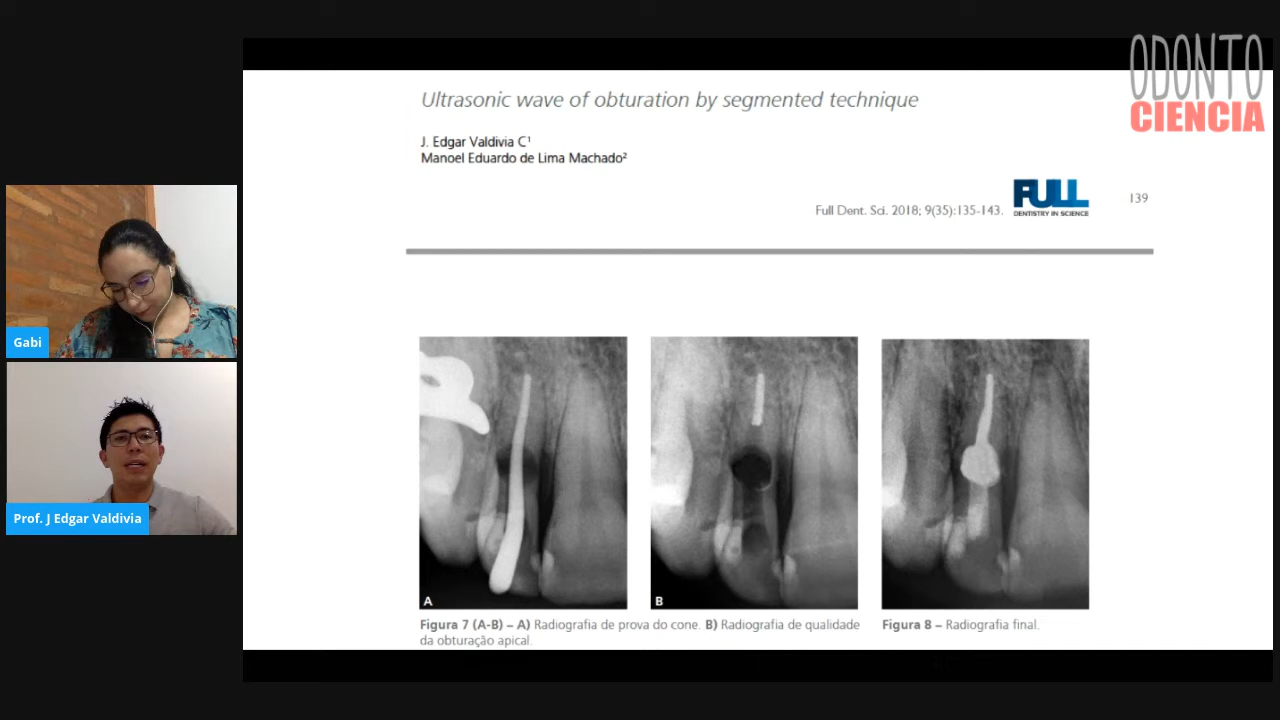 ODONTO
CIENCIA
Ultrasonic wave of obturation by segmented technique
J. Edgar Valdivia C¹
Manoel Eduardo de Lima Machado²
Full Dent. Sci. 2018; 9(35):135-143.
FULL
DENTISTRY IN SCIENCE
139
Gabi
Prof. J Edgar Valdivia
A
B
Figura 7 (A-B) – A) Radiografia de prova do cone. B) Radiografia de qualidade
da obturação apical.
Figura 8 – Radiografia final.